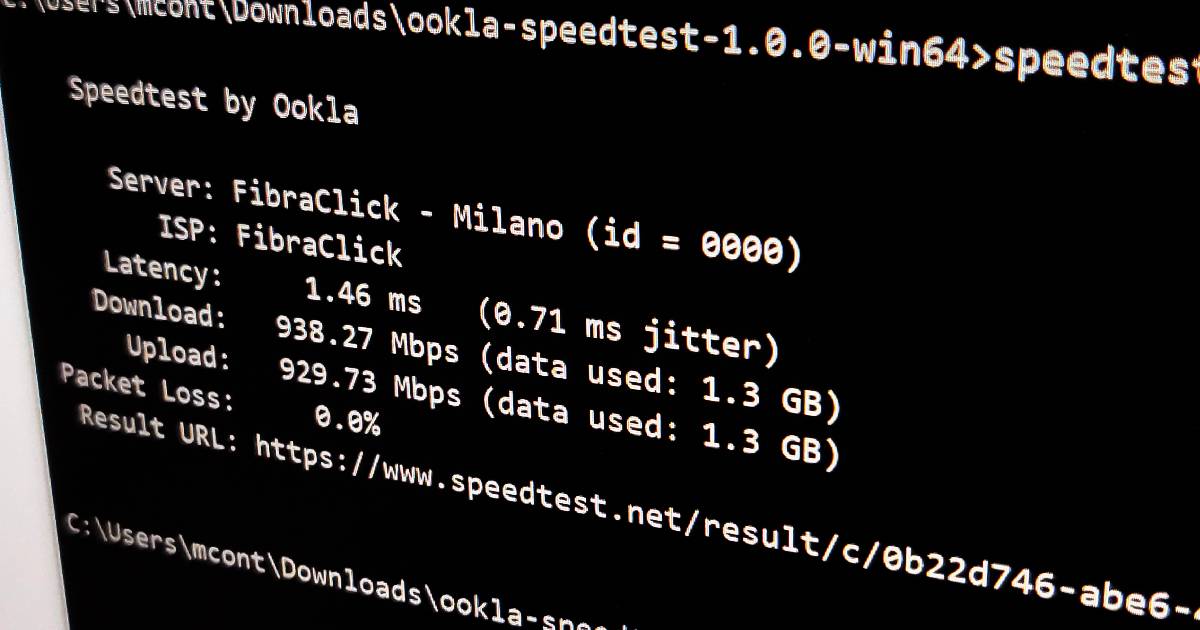 C:\Users\mcont\Downloads\ookla-speedtest-1.0.0-win64>speedtest
Speedtest by Ookla
Server: FibraClick - Milano (id = 0000)
ISP: FibraClick
Latency: 1.46 ms (0.71 ms jitter)
Download: 938.27 Mbps (data used: 1.3 GB)
Upload: 929.73 Mbps (data used: 1.3 GB)
Packet Loss: 0.0%
Result URL: https://www.speedtest.net/result/c/0b22d746-abe6-
C:\Users\mcont\Downloads\ookla-spee